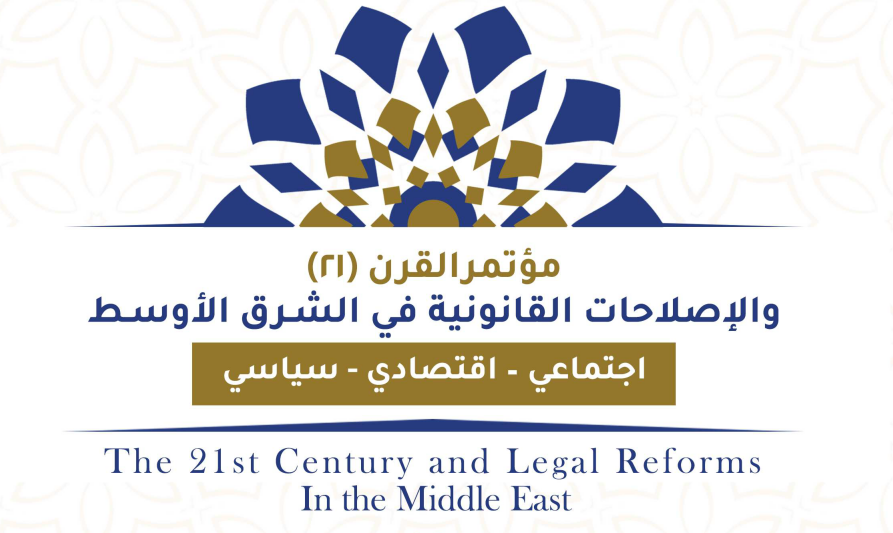 مؤتمرالقرن (٢١)
والإصلاحات القانونية في الشرق الأوسط
اجتماعي - اقتصادي - سياسي
The 21st Century and Legal Reforms
In the Middle East